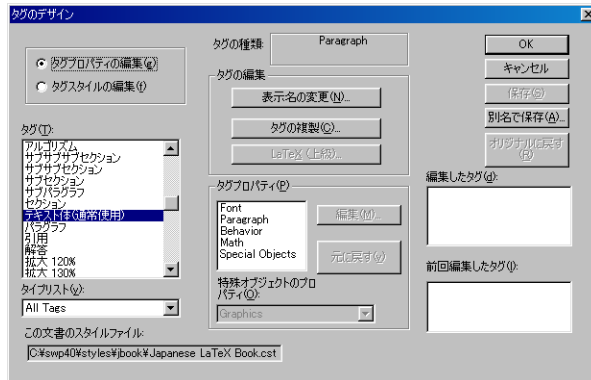 タグのデザイン
タグプロパティの編集(e)
タグスタイルの編集(f)
タグの種類:
Paragraph
タグの編集
表示名の変更(N)...
タグの複製(C)...
LaTeX (上級)...
OK
キャンセル
保存(S)
別名で保存(A)...
オリジナルに戻す
(R)
タグ(T):
アルゴリズム
サブサブサブセクション
サブサブセクション
サブセクション
サブパラグラフ
セクション
テキスト体(通常使用)
パラグラフ
引用
解答
拡大 120%
拡大 130%
タイプリスト(y):
All Tags
タグプロパティ(P)
Font
Paragraph
Behavior
Math
Special Objects
編集(M)...
元に戻す(v)
特殊オブジェクトのプロ
パティ(O):
Graphics
編集したタグ(d):
前回編集したタグ(i):
この文書のスタイルファイル:
C:¥swp40¥styles¥jbook¥Japanese LaTeX Book.cst